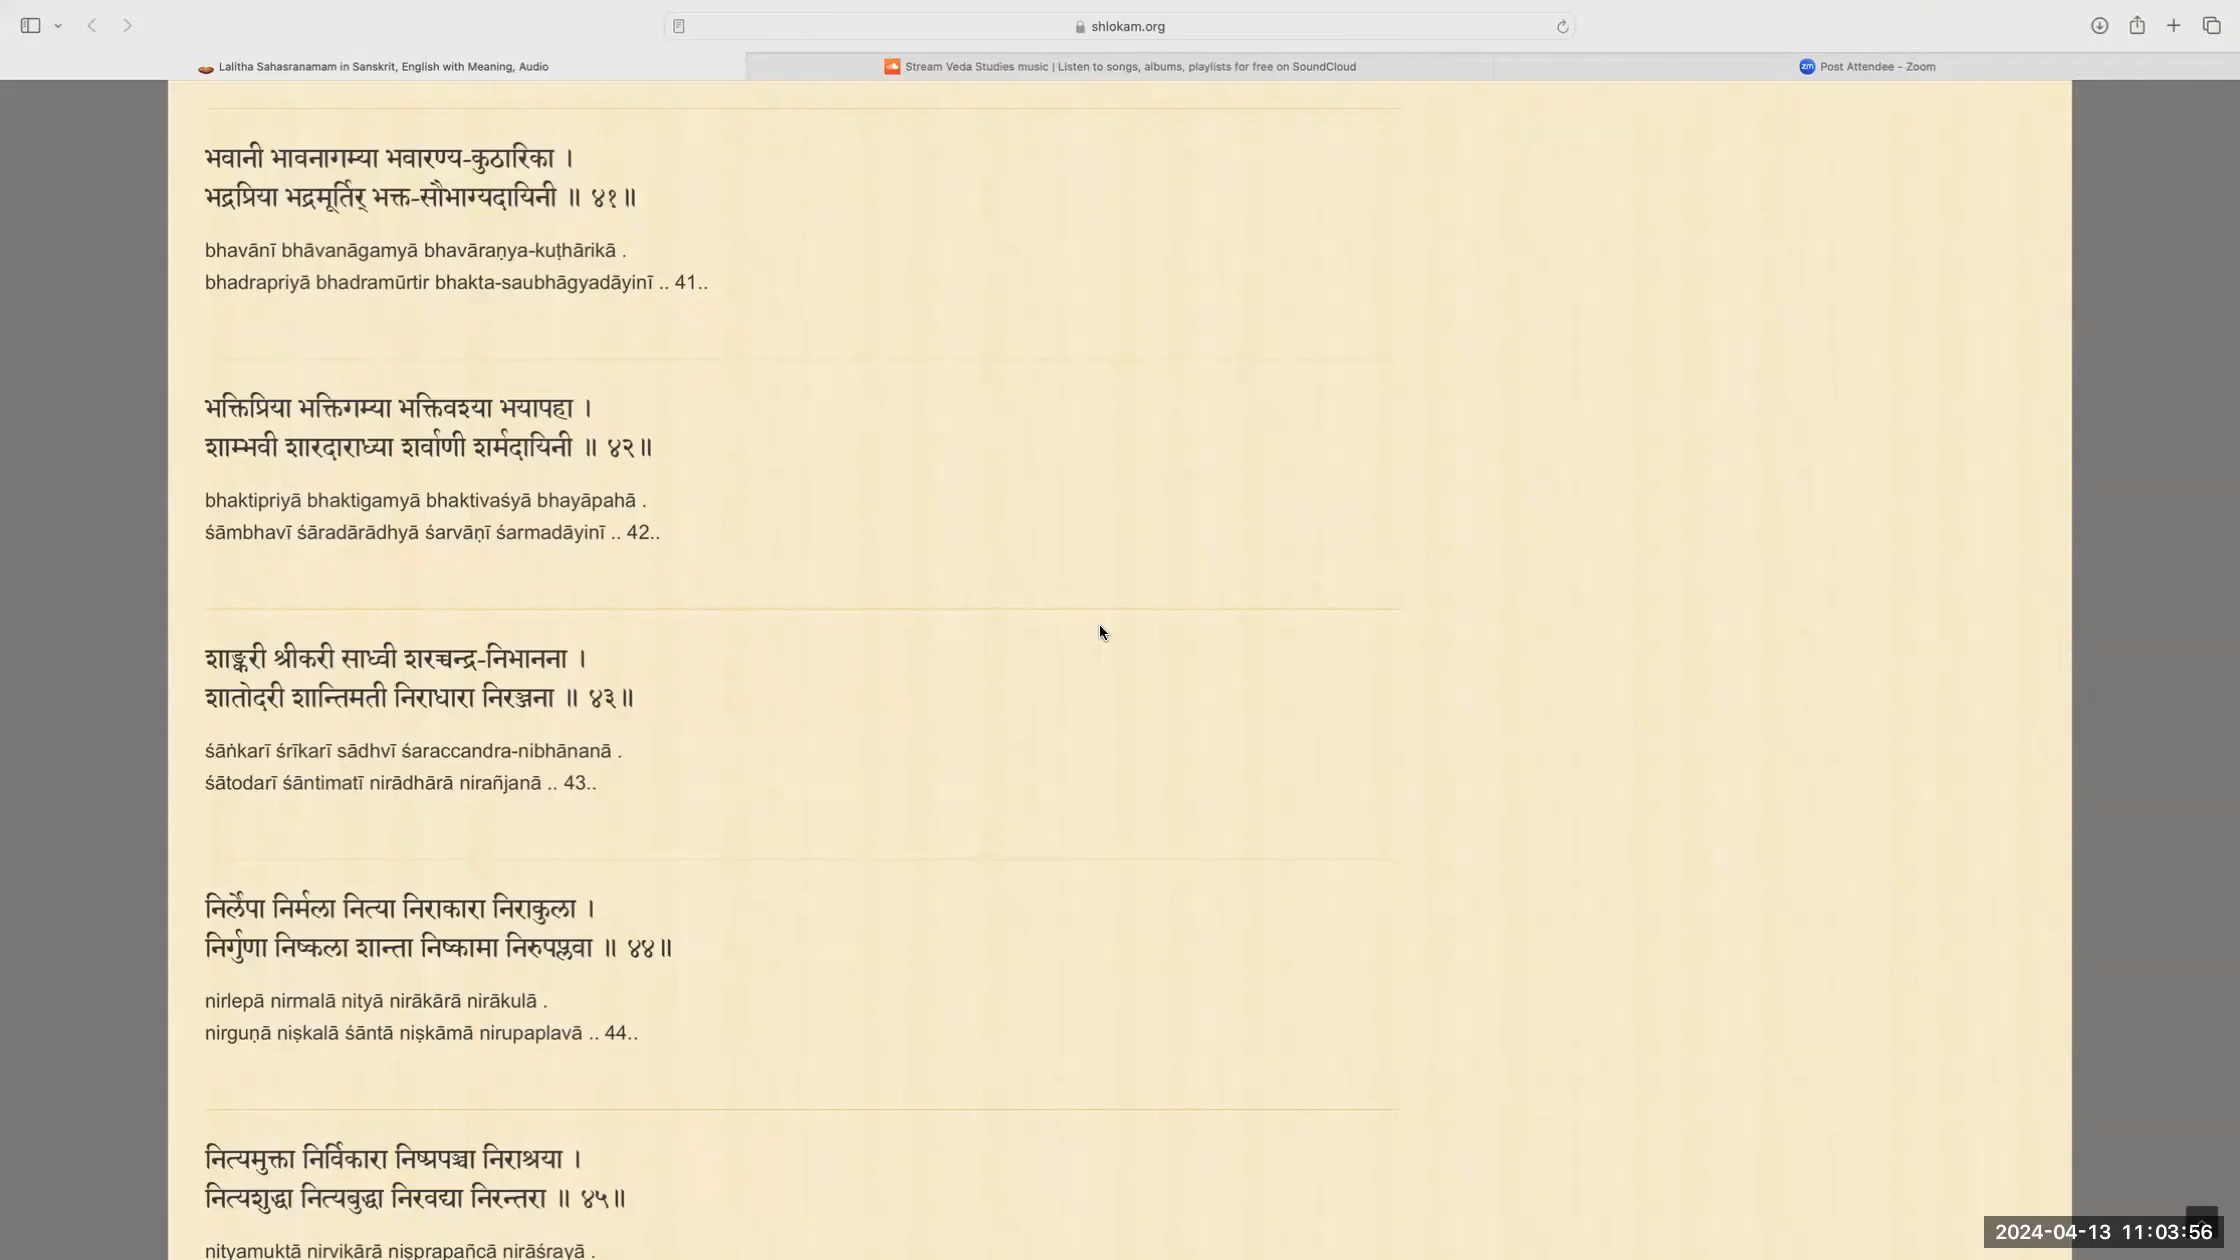 shlokam.org
Lalitha Sahasranamam in Sanskrit, English with Meaning, Audio
Stream Veda Studies music | Listen to songs, albums, playlists for free on SoundCloud
zm Post Attendee - Zoom
भवानी भावनागम्या भवारण्य-कुठारिका ।
भद्रप्रिया भद्रमूर्तिर् भक्त-सौभाग्यदायिनी ॥ ४१॥
bhavānī bhāvanāgamyā bhavāraṇya-kuṭhārikā .
bhadrapriyā bhadramūrtir bhakta-saubhāgyadāyinī .. 41..
भक्तिप्रिया भक्तिगम्या भक्तिवश्या भयापहा ।
शाम्भवी शारदाराध्या शर्वाणी शर्मदायिनी ॥ ४२॥
bhaktipriyā bhaktigamyā bhaktivaśyā bhayāpahā .
śāmbhavī śāradārādhyā śarvāṇī śarmadāyinī .. 42..
शाङ्करी श्रीकरी साध्वी शरच्चन्द्र-निभानना ।
शातोदरी शान्तिमती निराधारा निरञ्जना ॥ ४३॥
śāṅkarī śrīkarī sādhvī śaraccandra-nibhānanā .
śātodarī śāntimatī nirādhārā nirañjanā .. 43..
निर्लेपा निर्मला नित्या निराकारा निराकुला ।
निर्गुणा निष्कला शान्ता निष्कामा निरुपप्लवा ॥ ४४॥
nirlepā nirmalā nityā nirākārā nirākulā .
nirguṇā niṣkalā śāntā niṣkāmā nirupaplavā .. 44..
नित्यमुक्ता निर्विकारा निष्प्रपञ्चा निराश्रया ।
नित्यशुद्धा नित्यबुद्धा निरवद्या निरन्तरा ॥ ४५॥
nityamuktā nirvikārā niṣprapañcā nirāśrayā .
2024-04-13 11:03:56